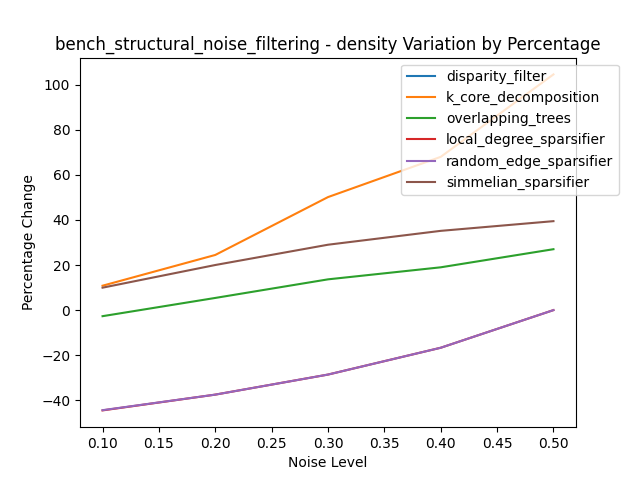 bench_structural_noise_filtering - density Variation by Percentage
disparity_filter
k_core_decomposition
overlapping_trees
local_degree_sparsifier
random_edge_sparsifier
simmelian_sparsifier
Percentage Change
100
80
60
40
20
0
−20
−40
0.10 0.15 0.20 0.25 0.30 0.35 0.40 0.45 0.50
Noise Level